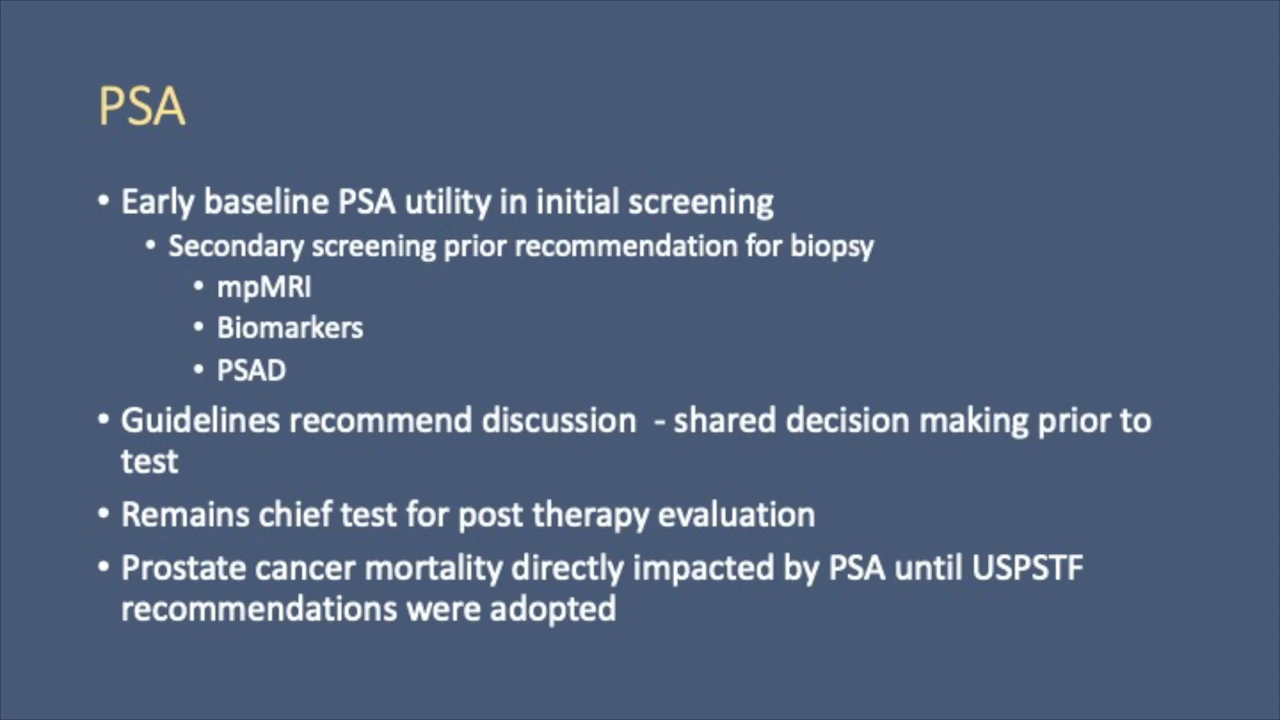 PSA
• Early baseline PSA utility in initial screening
• Secondary screening prior recommendation for biopsy
• mpMRI
• Biomarkers
• PSAD
• Guidelines recommend discussion  - shared decision making prior to
test
• Remains chief test for post therapy evaluation
• Prostate cancer mortality directly impacted by PSA until USPSTF
recommendations were adopted